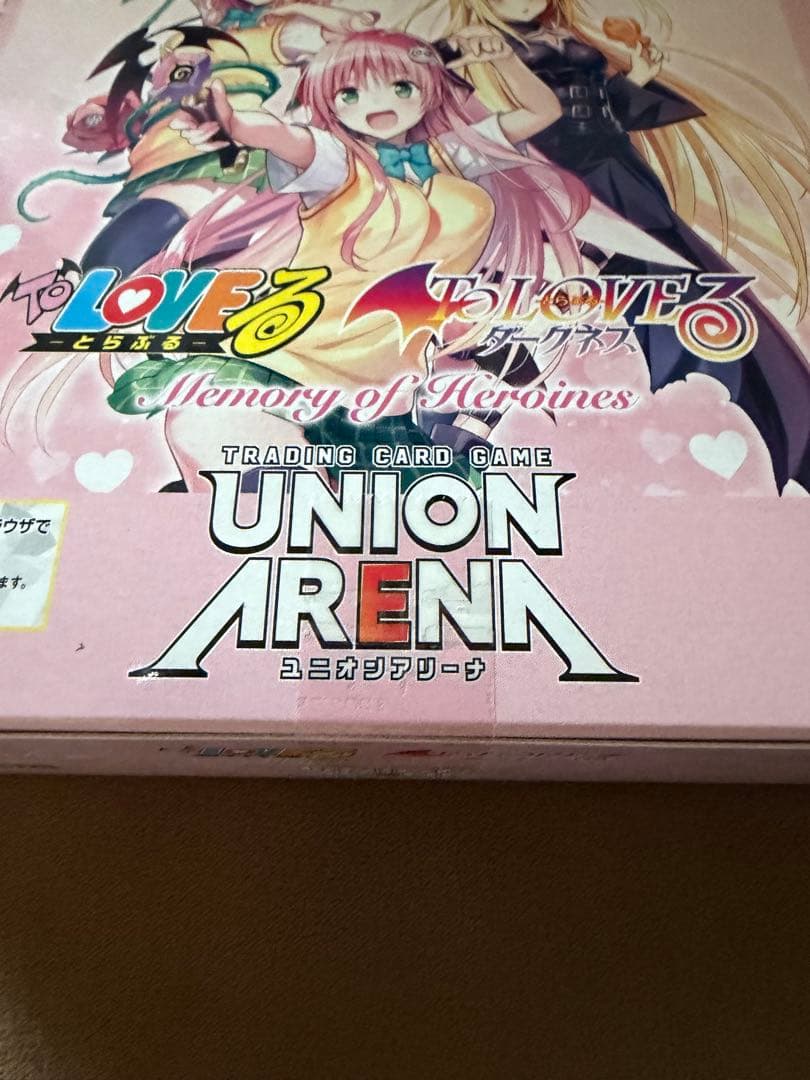 To LOVEる
－とらぶる－
To LOVEる
とらぶる
ダークネス
Memory of Heroines
TRADING CARD GAME
UNION
ARENA
ユニオンアリーナ
ラウザで
ます。